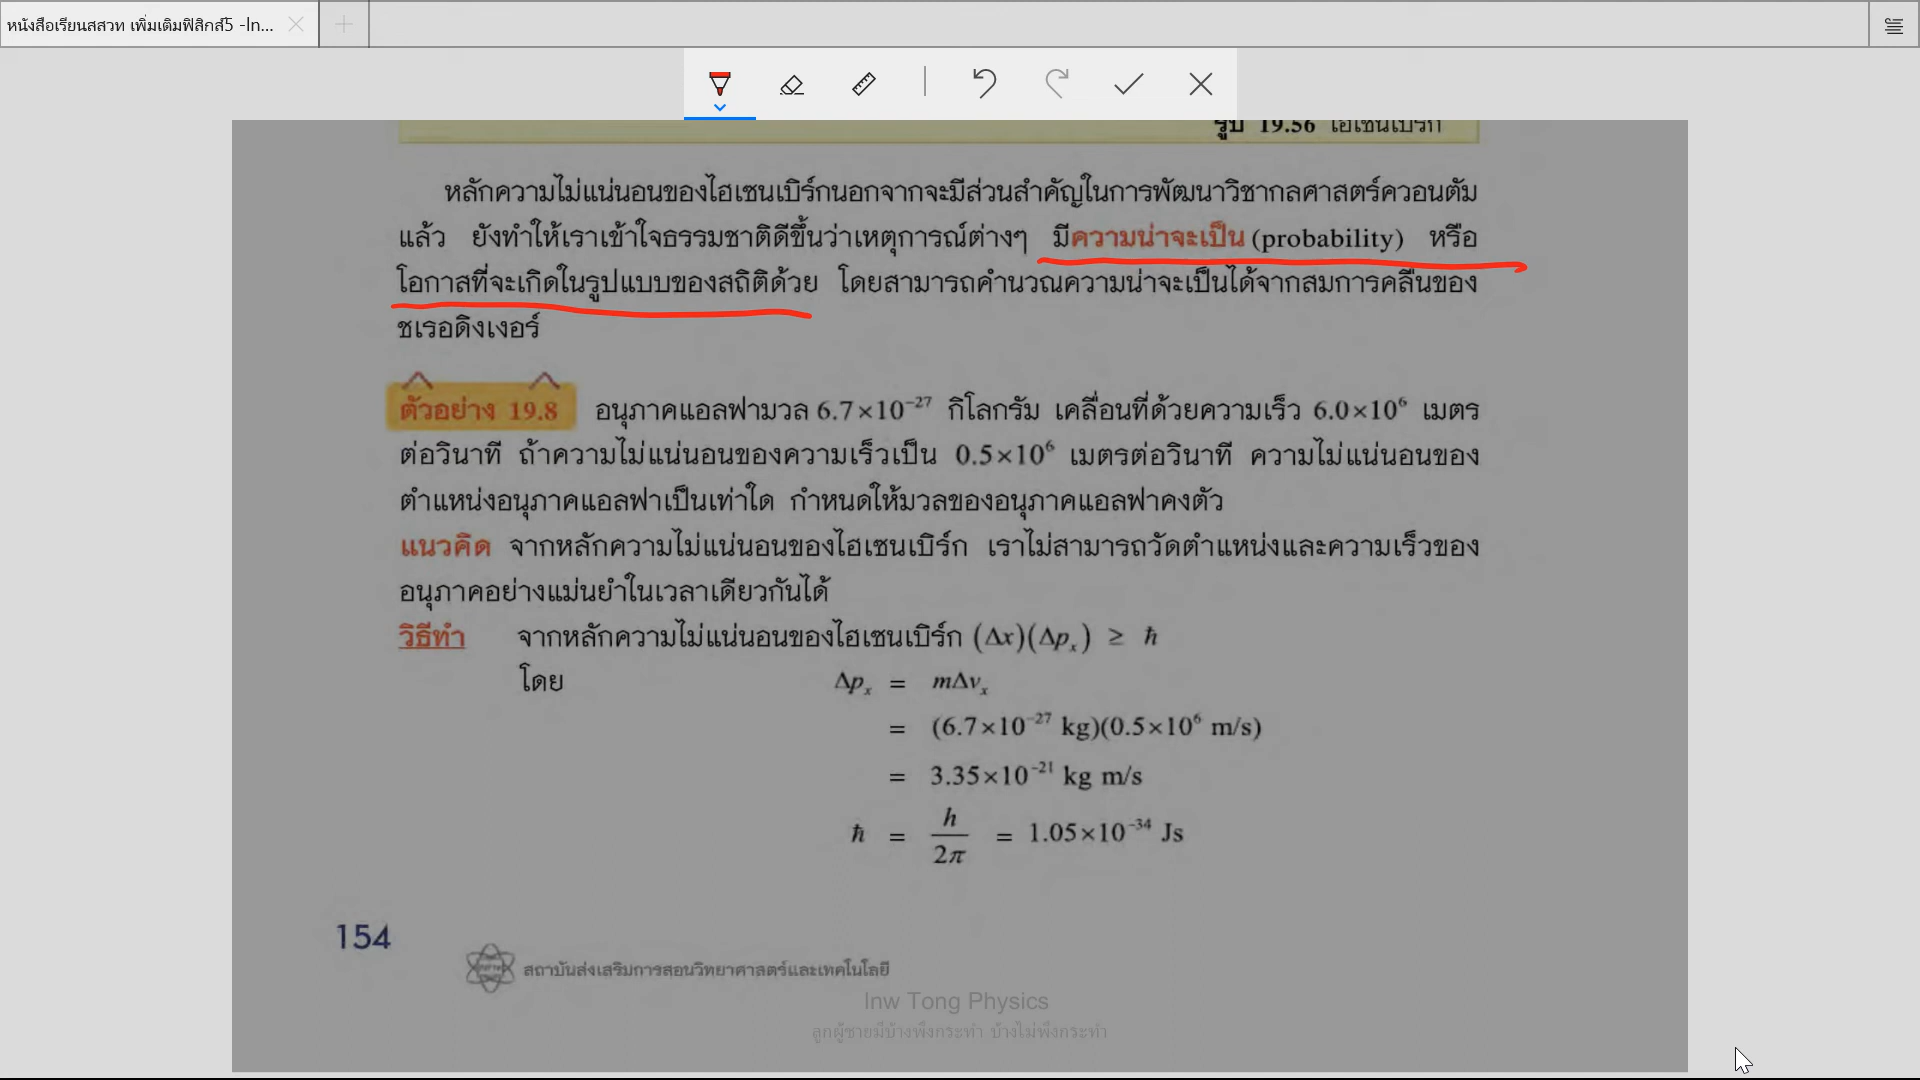 หนังสือเรียนสสวท เพิ่มเติมฟิสิกส์5 -In...
รูป 19.56 ไฮเซนเบิร์ก
หลักความไม่แน่นอนของไฮเซนเบิร์กนอกจากจะมีส่วนสำคัญในการพัฒนาวิชากลศาสตร์ควอนตัม
แล้ว ยังทำให้เราเข้าใจธรรมชาติดีขึ้นว่าเหตุการณ์ต่างๆ มีความน่าจะเป็น (probability) หรือ
โอกาสที่จะเกิดในรูปแบบของสถิติด้วย โดยสามารถคำนวณความน่าจะเป็นได้จากสมการคลื่นของ
ชเรอดิงเงอร์
ตัวอย่าง 19.8 อนุภาคแอลฟามวล 6.7×10⁻²⁷ กิโลกรัม เคลื่อนที่ด้วยความเร็ว 6.0×10⁶ เมตร
ต่อวินาที ถ้าความไม่แน่นอนของความเร็วเป็น 0.5×10⁶ เมตรต่อวินาที ความไม่แน่นอนของ
ตำแหน่งอนุภาคแอลฟาเป็นเท่าใด กำหนดให้มวลของอนุภาคแอลฟาคงตัว
แนวคิด จากหลักความไม่แน่นอนของไฮเซนเบิร์ก เราไม่สามารถวัดตำแหน่งและความเร็วของ
อนุภาคอย่างแม่นยำในเวลาเดียวกันได้
วิธีทำ จากหลักความไม่แน่นอนของไฮเซนเบิร์ก (Δx)(Δpₓ) ≥ ħ
โดย Δpₓ = mΔvₓ
= (6.7×10⁻²⁷ kg)(0.5×10⁶ m/s)
= 3.35×10⁻²¹ kg m/s
ħ = h/2π = 1.05×10⁻³⁴ Js
154
สถาบันส่งเสริมการสอนวิทยาศาสตร์และเทคโนโลยี
Inw Tong Physics
ลูกผู้ชายมีบ้างพึงกระทำ บ้างไม่พึงกระทำ